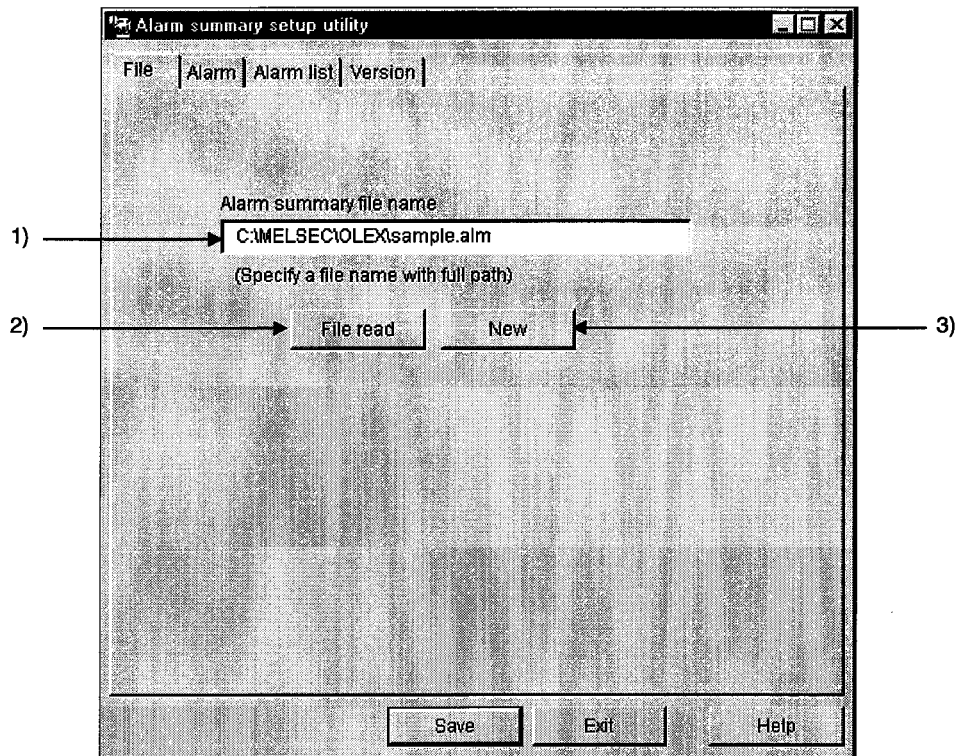 Alarm summary setup utility
File Alarm Alarm list Version
Alarm summary file name
1) C:\MELSEC\OLEX\sample.alm
(Specify a file name with full path)
2) File read New 3)
Save Exit Help